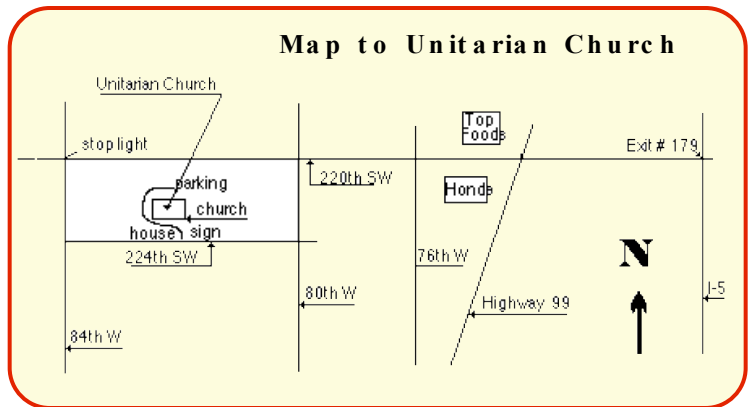 Map to Unitarian Church
Unitarian Church
stop light
Top
Foods
Exit # 179
parking
220th SW
Honda
church
house
sign
224th SW
76th W
N
80th W
Highway 99
I-5
84th W